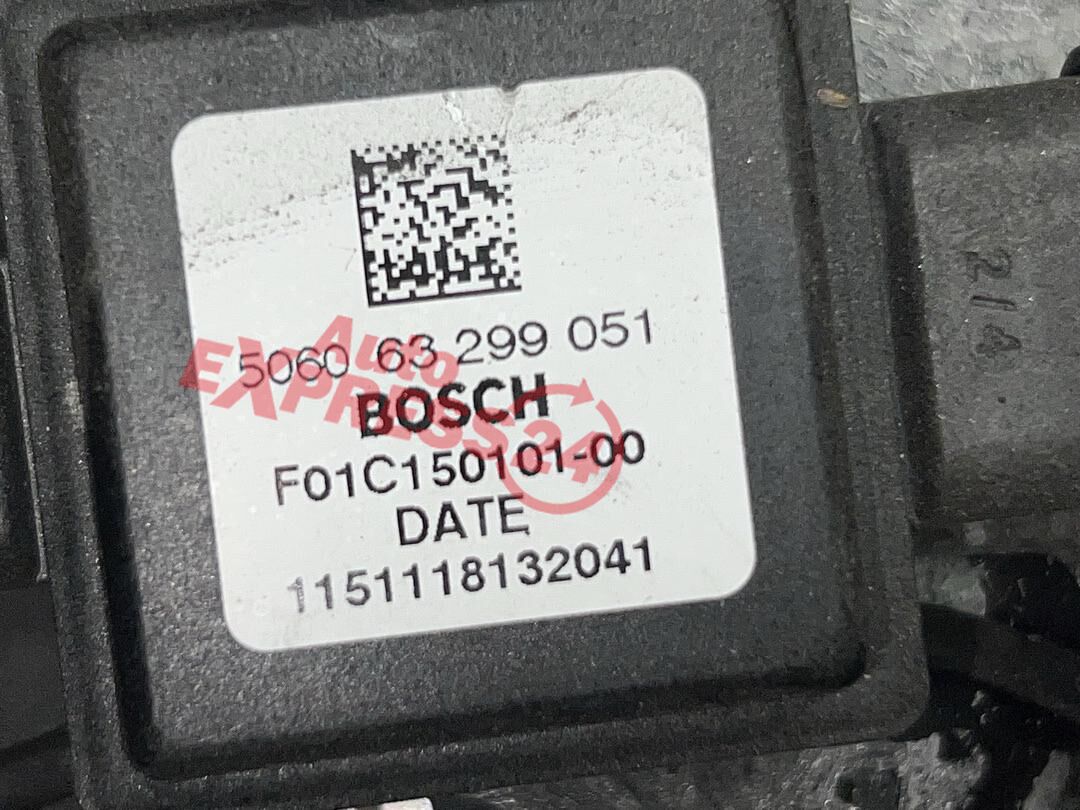 5060 63 299 051
BOSCH
F01C150101-00
DATE
1151118132041
Auto
EXPRESS24
214